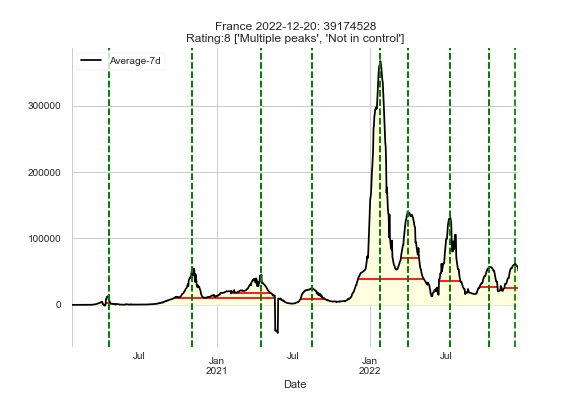 France 2022-12-20: 39174528
Rating:8 ['Multiple peaks', 'Not in control']
Average-7d
300000
200000
100000
0
Jul
Jan
2021
Jul
Jan
2022
Jul
Date